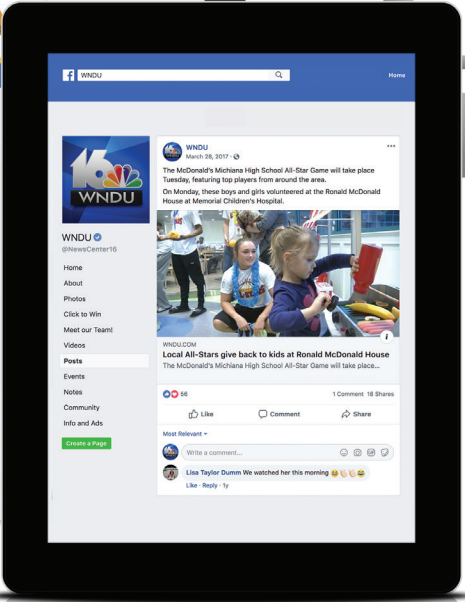 f WNDU
Home
16
WNDU
WNDU
@NewsCenter16
Home
About
Photos
Click to Win
Meet our Team!
Videos
Posts
Events
Notes
Community
Info and Ads
Create a Page
WNDU
March 28, 2017 ·
The McDonald's Michiana High School All-Star Game will take place
Tuesday, featuring top players from around the area.
On Monday, these boys and girls volunteered at the Ronald McDonald
House at Memorial Children's Hospital.
i
WNDU.COM
Local All-Stars give back to kids at Ronald McDonald House
The McDonald's Michiana High School All-Star Game will take place...
56
1 Comment 18 Shares
Like Comment Share
Most Relevant
Write a comment...
GIF
Lisa Taylor Dumm We watched her this morning
Like · Reply · 1y